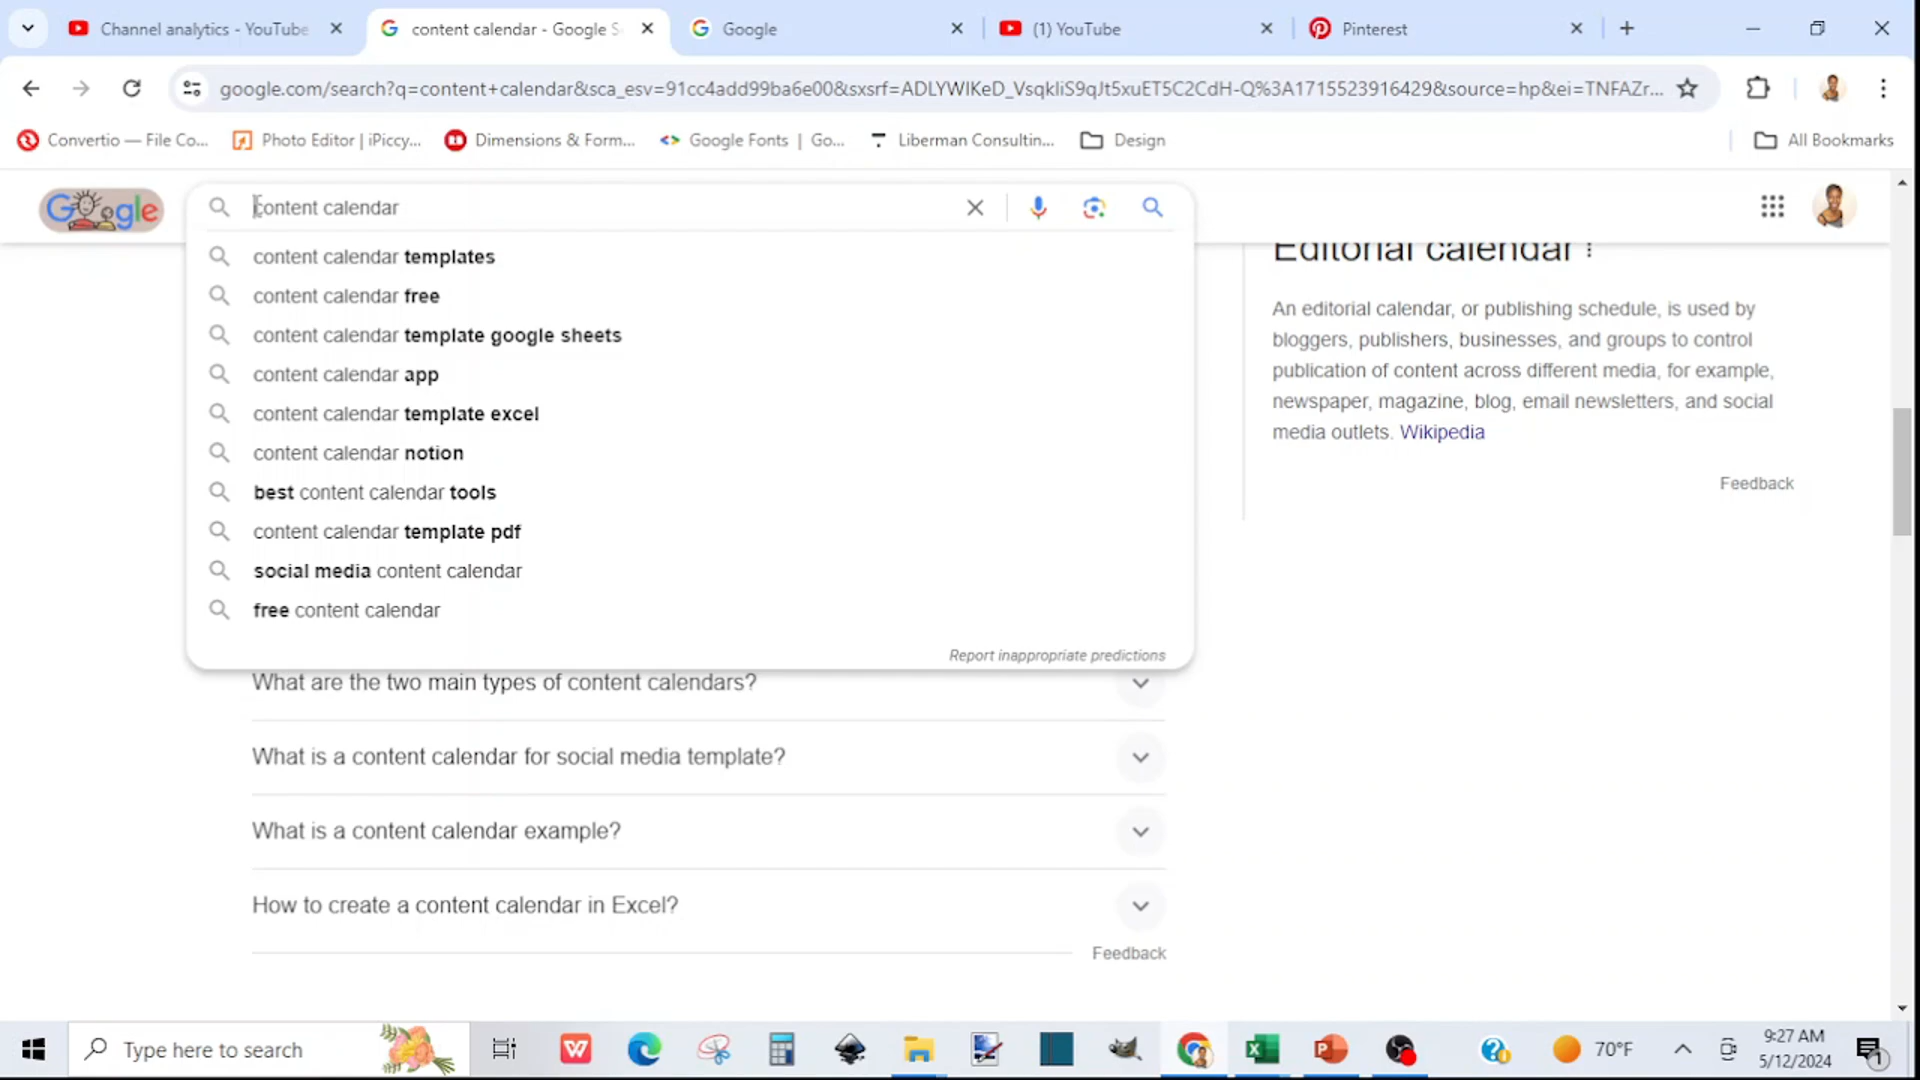 Channel analytics - YouTube
content calendar - Google S
Google
(1) YouTube
Pinterest
google.com/search?q=content+calendar&sca_esv=91cc4add99ba6e00&sxsrf=ADLYWIKeD_VsqkIiS9qJt5xuET5C2CdH-Q%3A1715523916429&source=hp&ei=TNFAZr...
Convertio — File Co...
Photo Editor | iPiccy...
Dimensions & Form...
Google Fonts | Go...
Liberman Consultin...
Design
All Bookmarks
Google
content calendar
content calendar templates
content calendar free
content calendar template google sheets
content calendar app
content calendar template excel
content calendar notion
best content calendar tools
content calendar template pdf
social media content calendar
free content calendar
Report inappropriate predictions
Editorial calendar
An editorial calendar, or publishing schedule, is used by
bloggers, publishers, businesses, and groups to control
publication of content across different media, for example,
newspaper, magazine, blog, email newsletters, and social
media outlets. Wikipedia
Feedback
What are the two main types of content calendars?
What is a content calendar for social media template?
What is a content calendar example?
How to create a content calendar in Excel?
Feedback
Type here to search
70°F
9:27 AM
5/12/2024
1